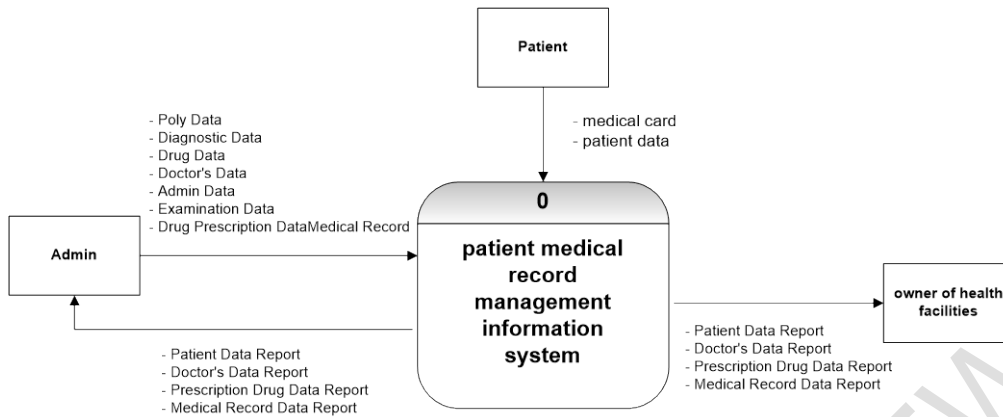 Patient
- Poly Data
- Diagnostic Data
- Drug Data
- Doctor's Data
- Admin Data
- Examination Data
- Drug Prescription DataMedical Record
- medical card
- patient data
0
patient medical
record
management
information
system
Admin
owner of health
facilities
- Patient Data Report
- Doctor's Data Report
- Prescription Drug Data Report
- Medical Record Data Report
- Patient Data Report
- Doctor's Data Report
- Prescription Drug Data Report
- Medical Record Data Report